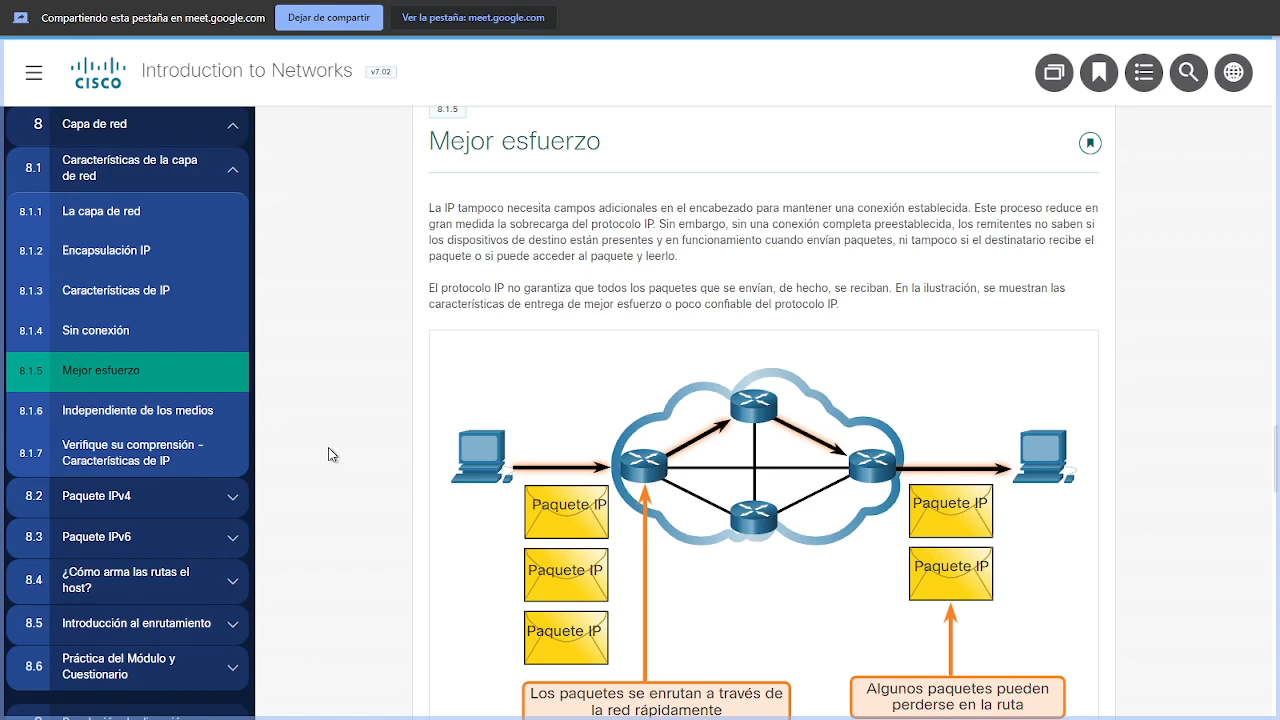 Compartiendo esta pestaña en meet.google.com
Dejar de compartir
Ver la pestaña: meet.google.com
CISCO
Introduction to Networks
v7.02
8 Capa de red
8.1 Características de la capa
de red
8.1.1 La capa de red
8.1.2 Encapsulación IP
8.1.3 Características de IP
8.1.4 Sin conexión
8.1.5 Mejor esfuerzo
8.1.6 Independiente de los medios
8.1.7 Verifique su comprensión -
Características de IP
8.2 Paquete IPv4
8.3 Paquete IPv6
8.4 ¿Cómo arma las rutas el
host?
8.5 Introducción al enrutamiento
8.6 Práctica del Módulo y
Cuestionario
8.1.5
Mejor esfuerzo
La IP tampoco necesita campos adicionales en el encabezado para mantener una conexión establecida. Este proceso reduce en
gran medida la sobrecarga del protocolo IP. Sin embargo, sin una conexión completa preestablecida, los remitentes no saben si
los dispositivos de destino están presentes y en funcionamiento cuando envían paquetes, ni tampoco si el destinatario recibe el
paquete o si puede acceder al paquete y leerlo.
El protocolo IP no garantiza que todos los paquetes que se envían, de hecho, se reciban. En la ilustración, se muestran las
características de entrega de mejor esfuerzo o poco confiable del protocolo IP.
Paquete IP
Paquete IP
Paquete IP
Paquete IP
Paquete IP
Los paquetes se enrutan a través de
la red rápidamente
Algunos paquetes pueden
perderse en la ruta